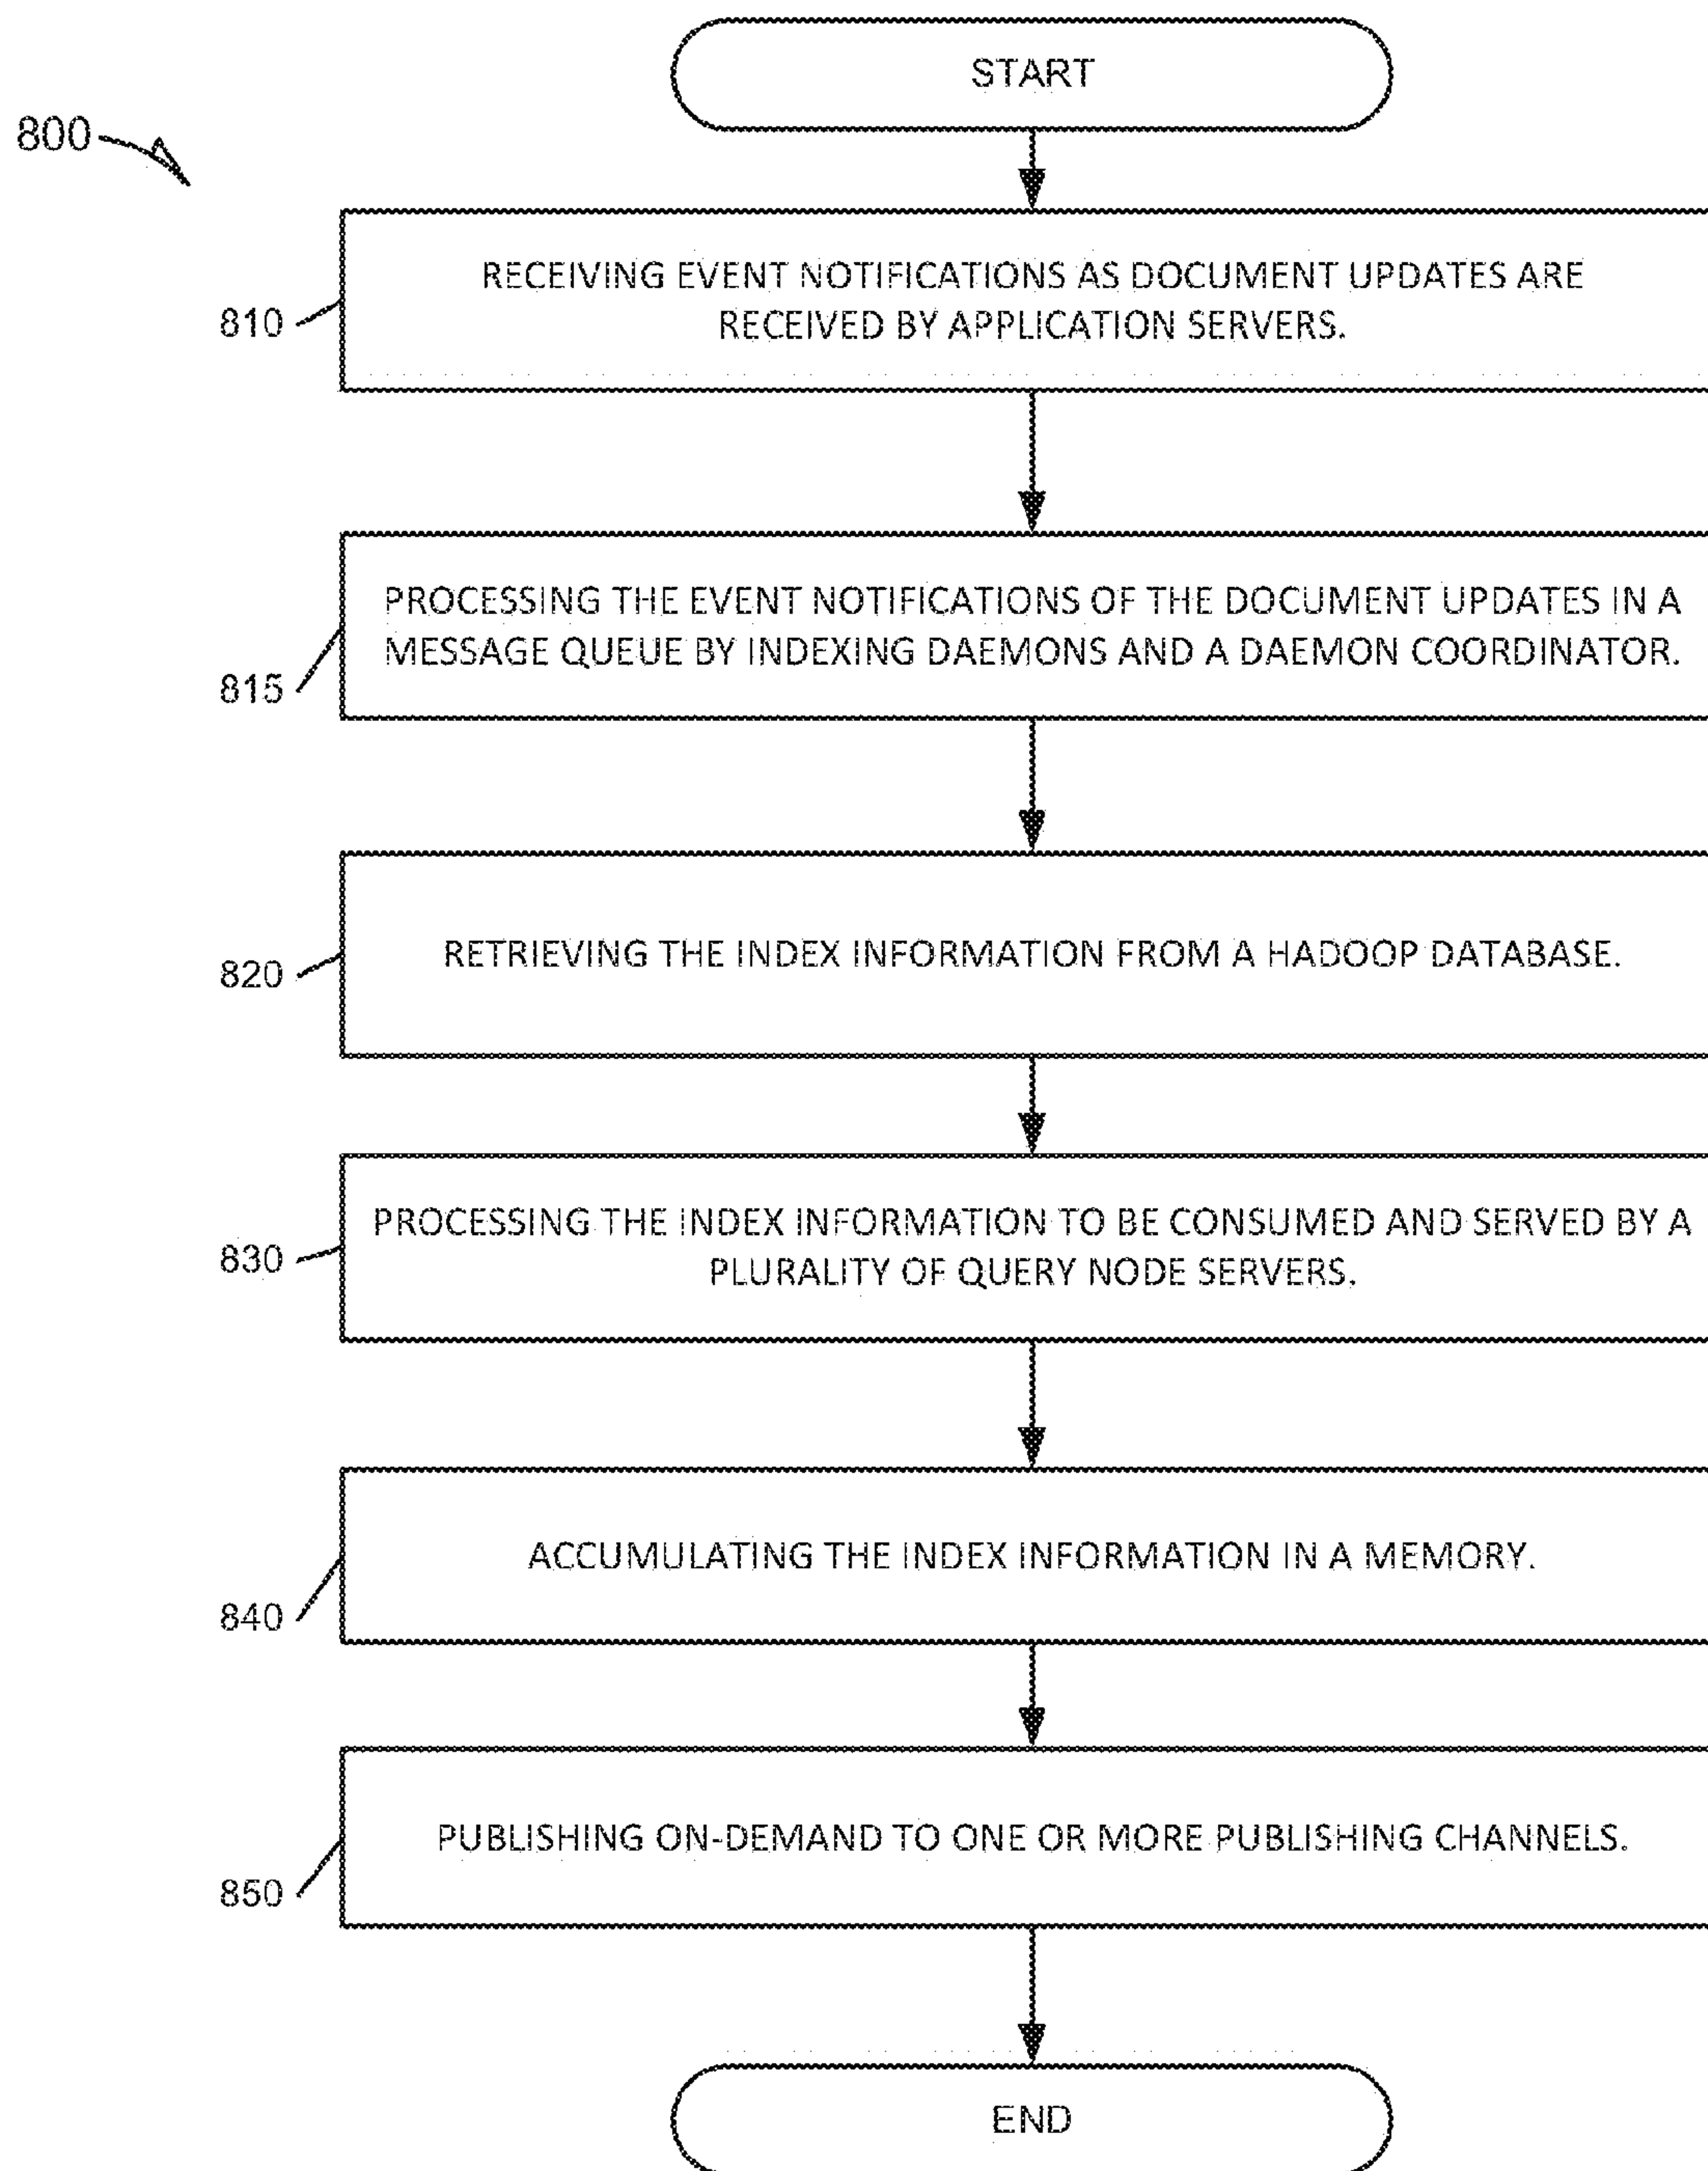 START
800
RECEIVING EVENT NOTIFICATIONS AS DOCUMENT UPDATES ARE
RECEIVED BY APPLICATION SERVERS.
810
PROCESSING THE EVENT NOTIFICATIONS OF THE DOCUMENT UPDATES IN A
MESSAGE QUEUE BY INDEXING DAEMONS AND A DAEMON COORDINATOR.
815
RETRIEVING THE INDEX INFORMATION FROM A HADOOP DATABASE.
820
PROCESSING THE INDEX INFORMATION TO BE CONSUMED AND SERVED BY A
PLURALITY OF QUERY NODE SERVERS.
830
ACCUMULATING THE INDEX INFORMATION IN A MEMORY.
840
PUBLISHING ON-DEMAND TO ONE OR MORE PUBLISHING CHANNELS.
850
END